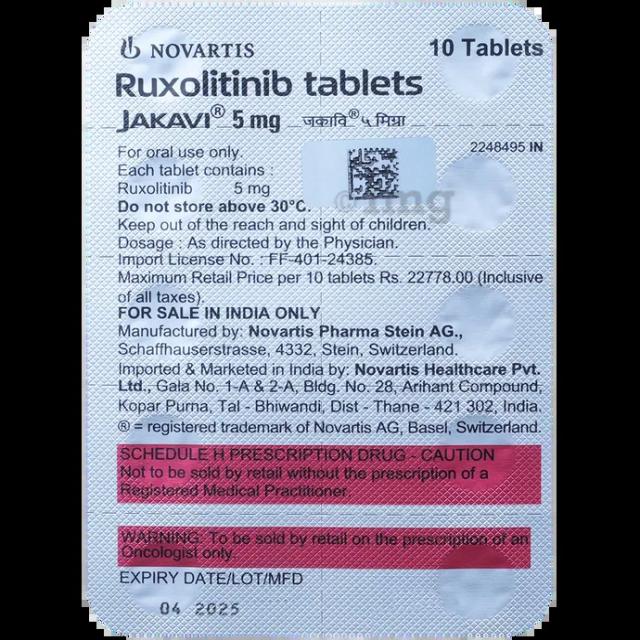 NOVARTIS
10 Tablets
Ruxolitinib tablets
JAKAVI® 5 mg जकावि® ५ मिग्रा
2248495 IN
For oral use only.
Each tablet contains :
Ruxolitinib 5 mg
Do not store above 30°C.
Keep out of the reach and sight of children.
Dosage : As directed by the Physician.
Import License No. : FF-401-24385.
Maximum Retail Price per 10 tablets Rs. 22778.00 (Inclusive
of all taxes).
FOR SALE IN INDIA ONLY
Manufactured by: Novartis Pharma Stein AG.,
Schaffhauserstrasse, 4332, Stein, Switzerland.
Imported & Marketed in India by: Novartis Healthcare Pvt.
Ltd., Gala No. 1-A & 2-A, Bldg. No. 28, Arihant Compound,
Kopar Purna, Tal - Bhiwandi, Dist - Thane - 421 302, India.
® = registered trademark of Novartis AG, Basel, Switzerland.
SCHEDULE H PRESCRIPTION DRUG - CAUTION
Not to be sold by retail without the prescription of a
Registered Medical Practitioner.
WARNING: To be sold by retail on the prescription of an
Oncologist only.
EXPIRY DATE/LOT/MFD
04 2025